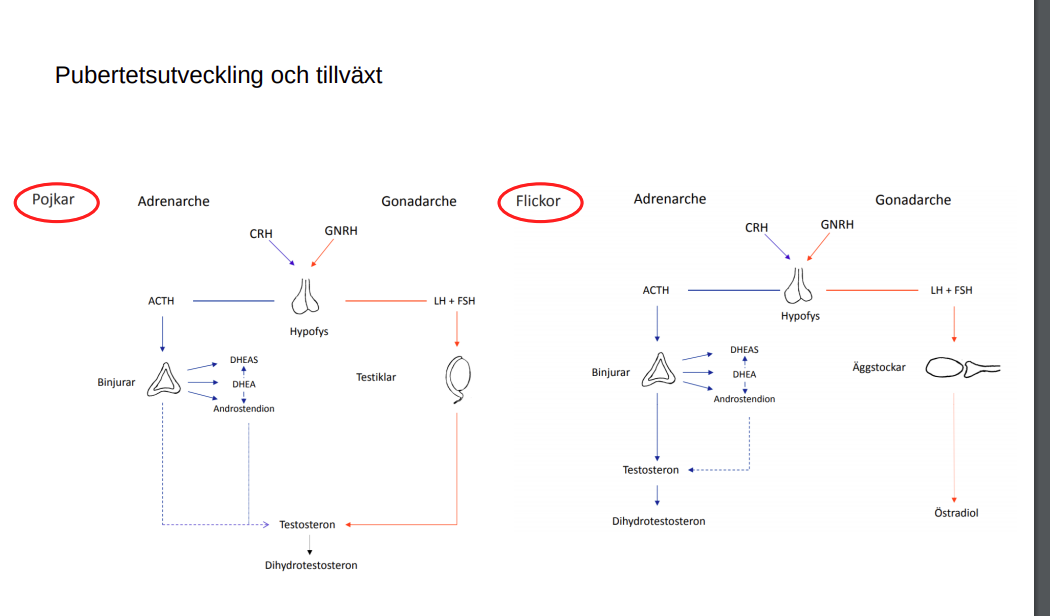 Pubertetsutveckling och tillväxt
Pojkar
Adrenarche
Gonadarche
CRH
GNRH
ACTH
LH + FSH
Hypofys
Binjurar
DHEAS
DHEA
Androstendion
Testiklar
Testosteron
Dihydrotestosteron
Flickor
Adrenarche
Gonadarche
CRH
GNRH
ACTH
LH + FSH
Hypofys
Binjurar
DHEAS
DHEA
Androstendion
Äggstockar
Testosteron
Dihydrotestosteron
Östradiol